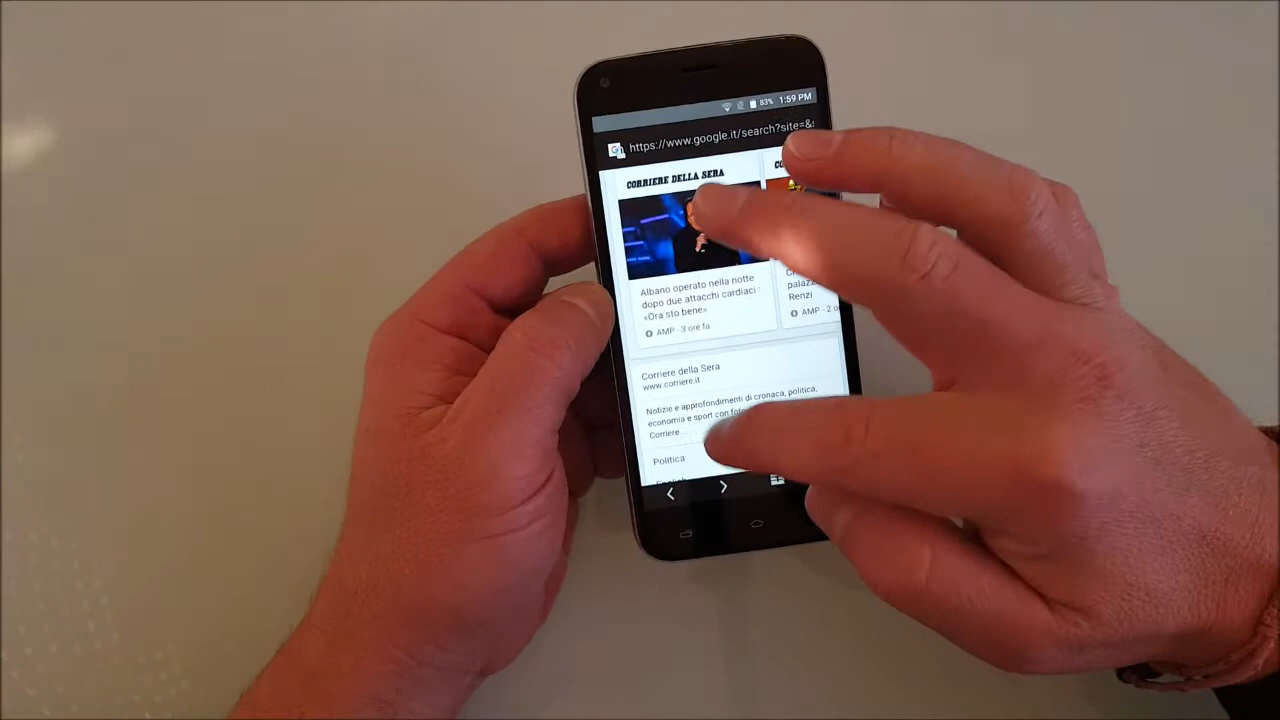 83% 1:59 PM
https://www.google.it/search?site=&
CORRIERE DELLA SERA
Albano operato nella notte
dopo due attacchi cardiaci :
«Ora sto bene»
AMP - 3 ore fa
palazz
Renzi
AMP - 2 o
Corriere della Sera
www.corriere.it
Notizie e approfondimenti di cronaca, politica,
economia e sport con foto
Corriere
Politica